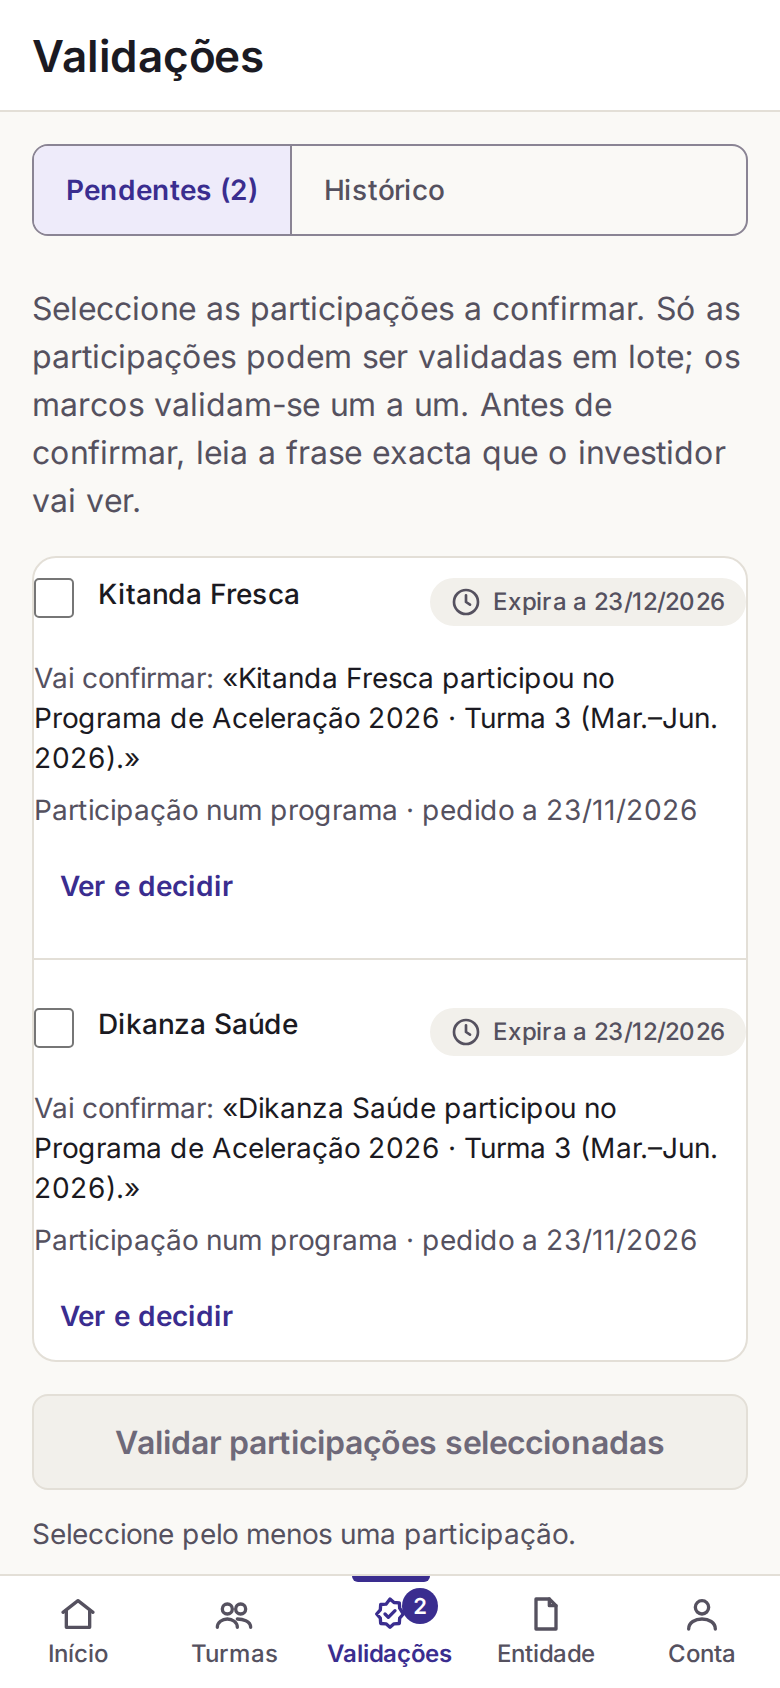 Validações
Pendentes (2)
Histórico
Seleccione as participações a confirmar. Só as
participações podem ser validadas em lote; os
marcos validam-se um a um. Antes de
confirmar, leia a frase exacta que o investidor
vai ver.
Kitanda Fresca
Expira a 23/12/2026
Vai confirmar: «Kitanda Fresca participou no
Programa de Aceleração 2026 · Turma 3 (Mar.–Jun.
2026).»
Participação num programa · pedido a 23/11/2026
Ver e decidir
Dikanza Saúde
Expira a 23/12/2026
Vai confirmar: «Dikanza Saúde participou no
Programa de Aceleração 2026 · Turma 3 (Mar.–Jun.
2026).»
Participação num programa · pedido a 23/11/2026
Ver e decidir
Validar participações seleccionadas
Seleccione pelo menos uma participação.
2
Início
Turmas
Validações
Entidade
Conta